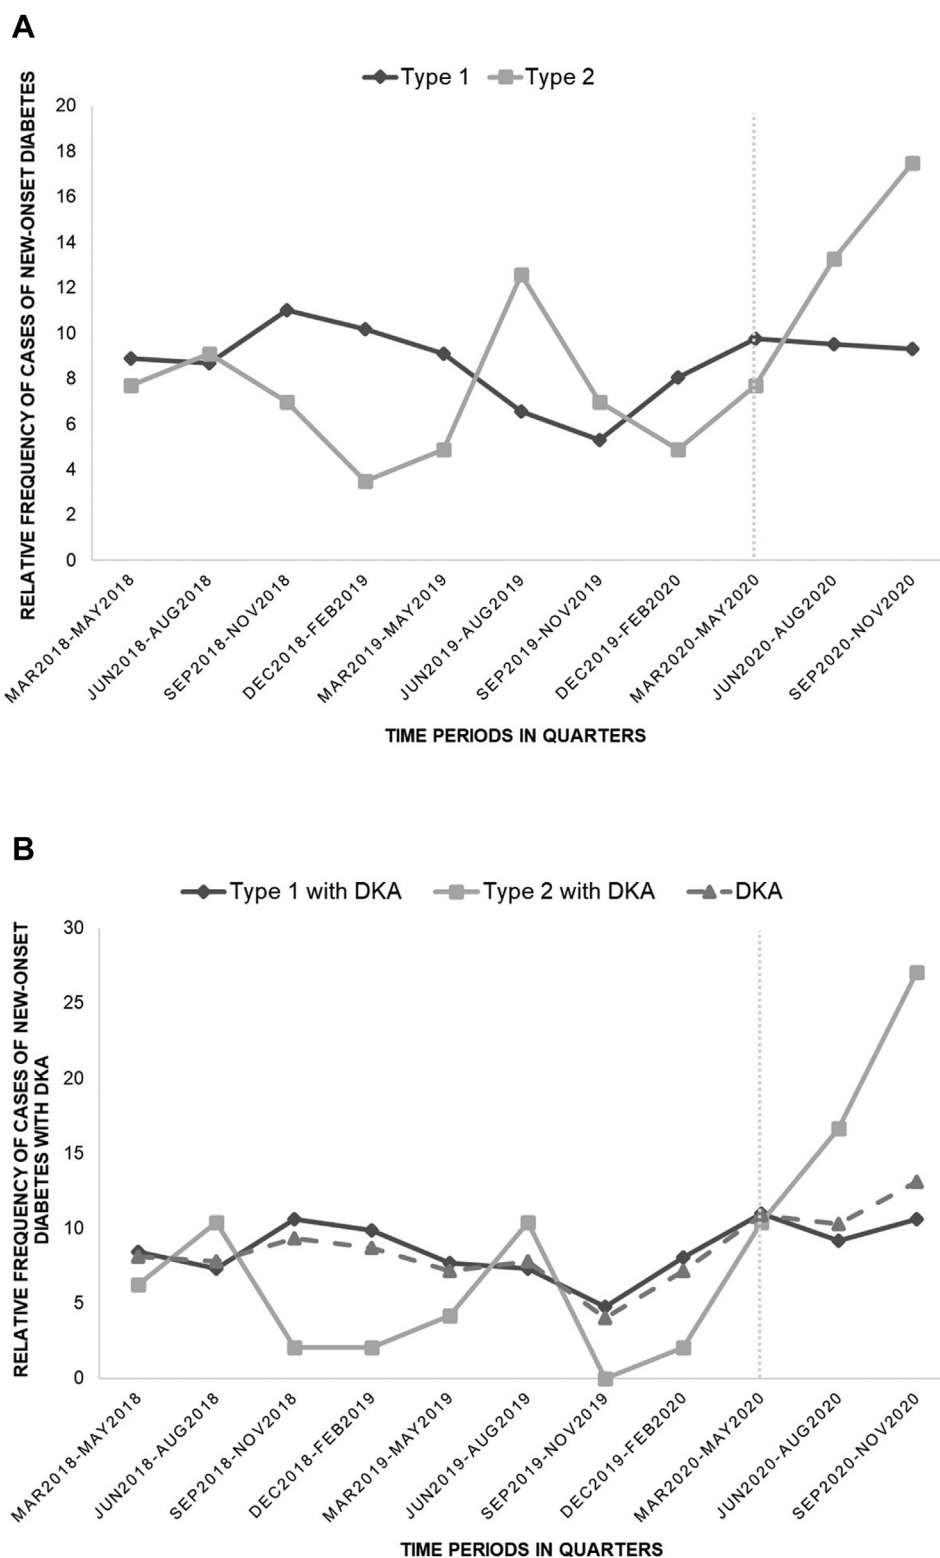 A
Type 1 Type 2
RELATIVE FREQUENCY OF CASES OF NEW-ONSET DIABETES
20
18
16
14
12
10
8
6
4
2
0
MAR2018-MAY2018
JUN2018-AUG2018
SEP2018-NOV2018
DEC2018-FEB2019
MAR2019-MAY2019
JUN2019-AUG2019
SEP2019-NOV2019
DEC2019-FEB2020
MAR2020-MAY2020
JUN2020-AUG2020
SEP2020-NOV2020
TIME PERIODS IN QUARTERS
B
Type 1 with DKA Type 2 with DKA DKA
RELATIVE FREQUENCY OF CASES OF NEW-ONSET
DIABETES WITH DKA
30
25
20
15
10
5
0
MAR2018-MAY2018
JUN2018-AUG2018
SEP2018-NOV2018
DEC2018-FEB2019
MAR2019-MAY2019
JUN2019-AUG2019
SEP2019-NOV2019
DEC2019-FEB2020
MAR2020-MAY2020
JUN2020-AUG2020
SEP2020-NOV2020
TIME PERIODS IN QUARTERS